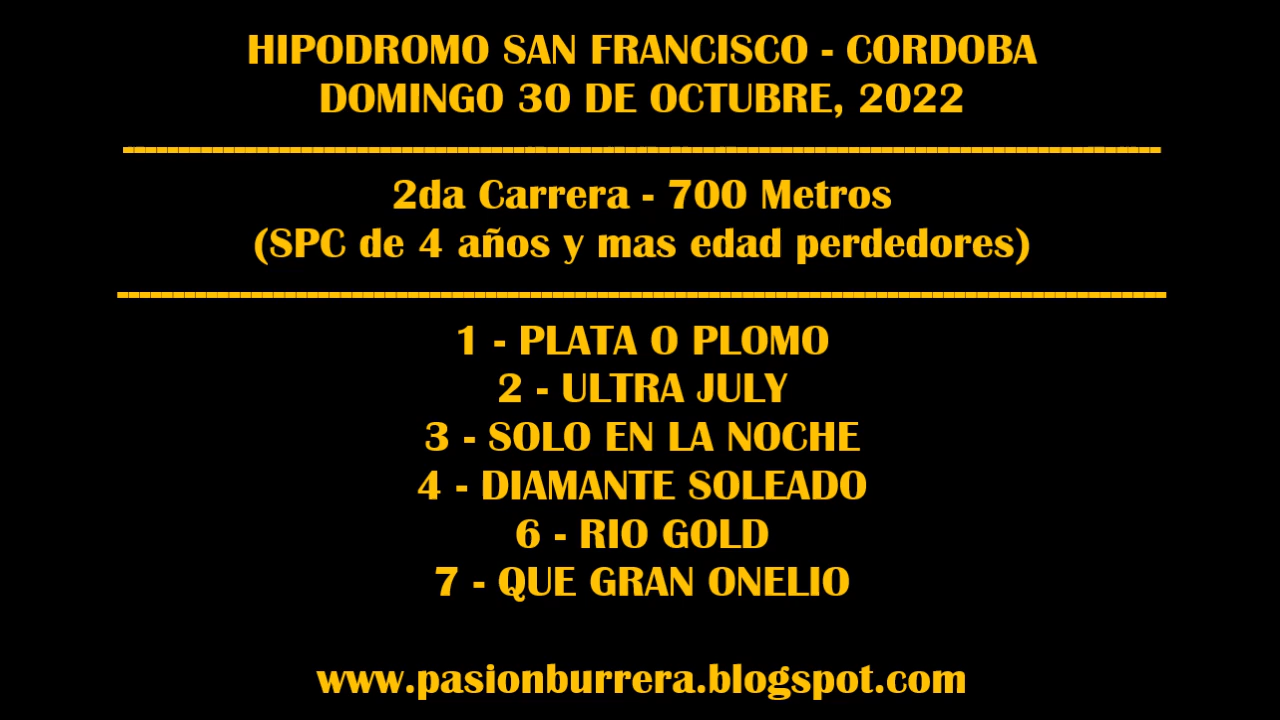 HIPODROMO SAN FRANCISCO - CORDOBA
DOMINGO 30 DE OCTUBRE, 2022
2da Carrera - 700 Metros
(SPC de 4 años y mas edad perdedores)
1 - PLATA O PLOMO
2 - ULTRA JULY
3 - SOLO EN LA NOCHE
4 - DIAMANTE SOLEADO
6 - RIO GOLD
7 - QUE GRAN ONELIO
www.pasionburrera.blogspot.com